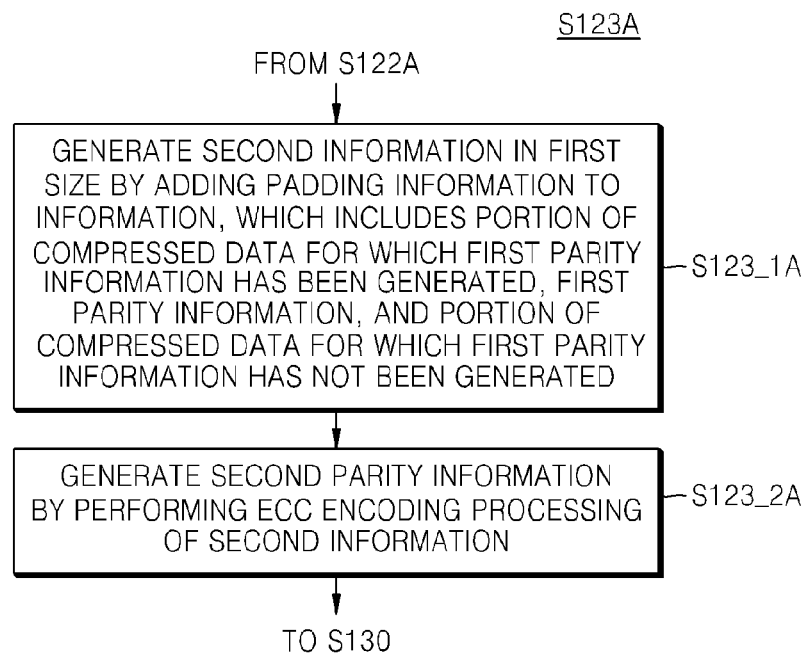 S123A
FROM S122A
GENERATE SECOND INFORMATION IN FIRST
SIZE BY ADDING PADDING INFORMATION TO
INFORMATION, WHICH INCLUDES PORTION OF
COMPRESSED DATA FOR WHICH FIRST PARITY
INFORMATION HAS BEEN GENERATED, FIRST
PARITY INFORMATION, AND PORTION OF
COMPRESSED DATA FOR WHICH FIRST PARITY
INFORMATION HAS NOT BEEN GENERATED
S123_1A
GENERATE SECOND PARITY INFORMATION
BY PERFORMING ECC ENCODING PROCESSING
OF SECOND INFORMATION
S123_2A
TO S130